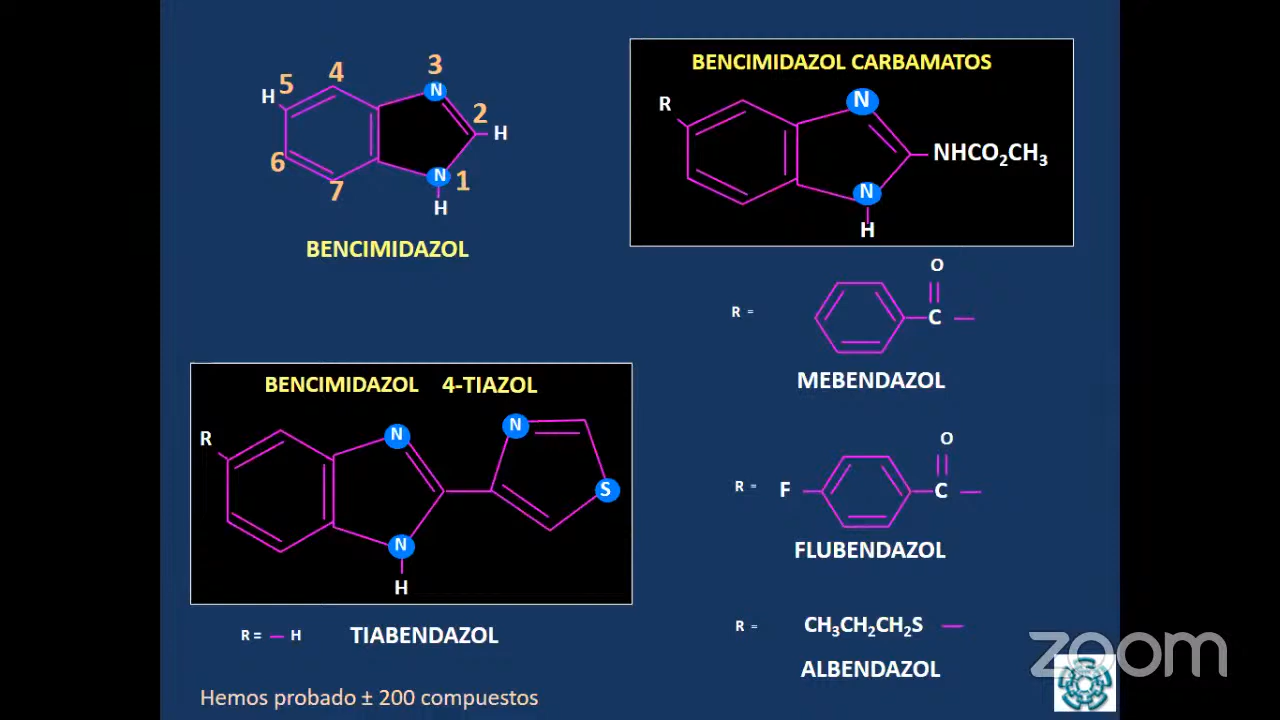 3
4
5
H
N
2
H
6
N
1
7
H
BENCIMIDAZOL
BENCIMIDAZOL CARBAMATOS
R
N
NHCO₂CH₃
N
H
O
R =
C
MEBENDAZOL
BENCIMIDAZOL 4-TIAZOL
R
N
N
S
N
H
R = H
TIABENDAZOL
O
R =
F
C
FLUBENDAZOL
R =
CH₃CH₂CH₂S
ALBENDAZOL
Hemos probado ± 200 compuestos
zoom